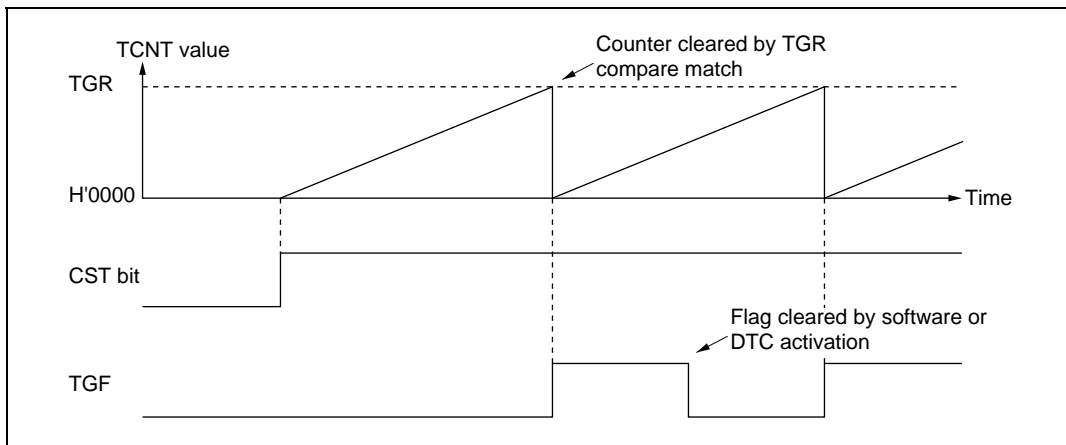 TCNT value
Counter cleared by TGR
compare match
TGR
H'0000
Time
CST bit
Flag cleared by software or
DTC activation
TGF